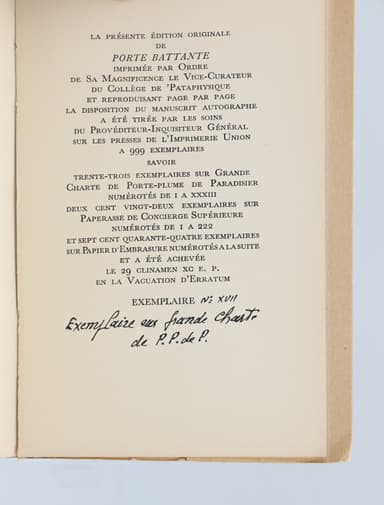 LA PRÉSENTE ÉDITION ORIGINALE
DE
PORTE BATTANTE
IMPRIMÉE PAR ORDRE
DE SA MAGNIFICENCE LE VICE-CURATEUR
DU COLLÈGE DE 'PATAPHYSIQUE
ET REPRODUISANT PAGE PAR PAGE
LA DISPOSITION DU MANUSCRIT AUTOGRAPHE
A ÉTÉ TIRÉE PAR LES SOINS
DU PROVÉDITEUR-INQUISITEUR GÉNÉRAL
SUR LES PRESSES DE L'IMPRIMERIE UNION
A 999 EXEMPLAIRES
SAVOIR
TRENTE-TROIS EXEMPLAIRES SUR GRANDE
CHARTE DE PORTE-PLUME DE PARADISIER
NUMÉROTÉS DE I A XXXIII
DEUX CENT VINGT-DEUX EXEMPLAIRES SUR
PAPERASSE DE CONCIERGE SUPÉRIEURE
NUMÉROTÉS DE 1 A 222
ET SEPT CENT QUARANTE-QUATRE EXEMPLAIRES
SUR PAPIER D'EMBRASURE NUMÉROTÉS A LA SUITE
ET A ÉTÉ ACHEVÉE
LE 29 CLINAMEN XC E. P.
EN LA VACUATION D'ERRATUM
EXEMPLAIRE No XVII
Exemplaire sur grande Charte
de P.P. de P.